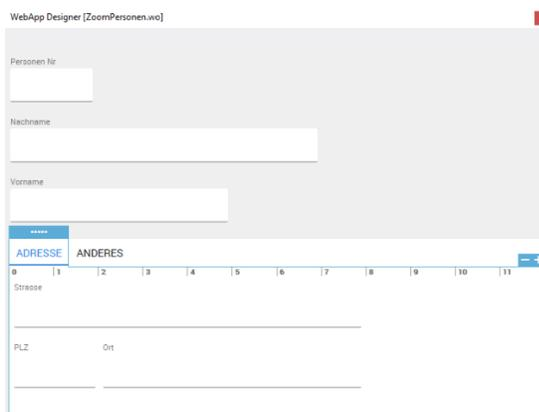 WebApp Designer [ZoomPersonen.wo]
Personen Nr
Nachname
Vorname
ADRESSE ANDERES
0 1 2 3 4 5 6 7 8 9 10 11
Strasse
PLZ Ort